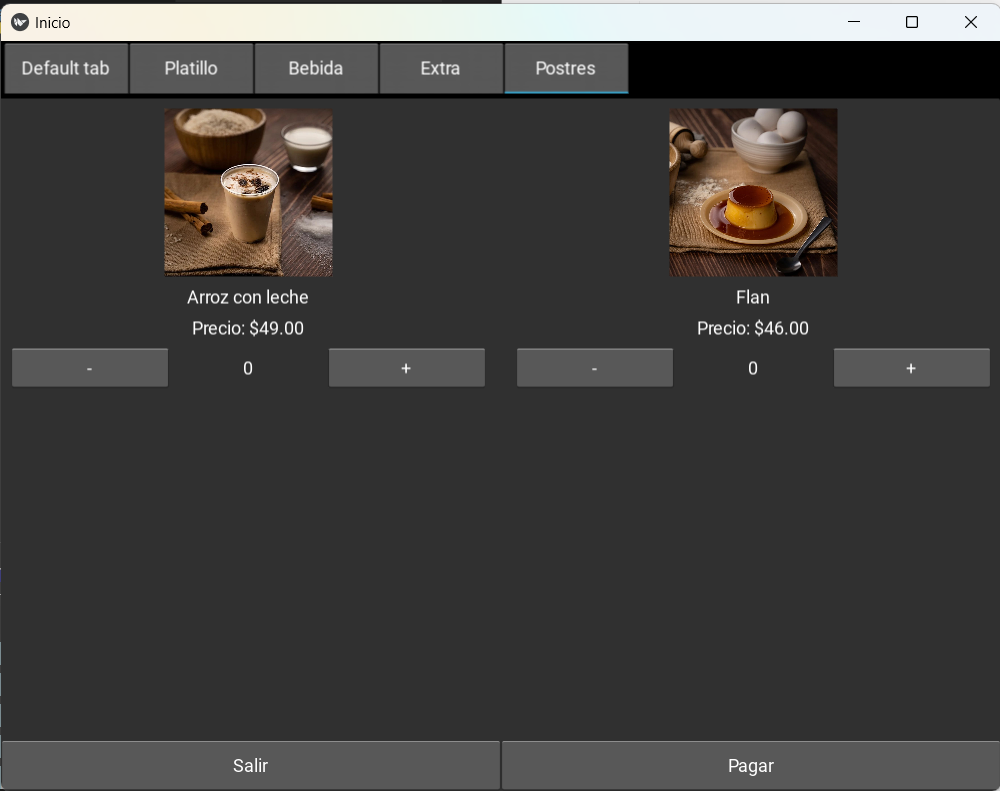 Inicio
Default tab Platillo Bebida Extra Postres
Arroz con leche Flan
Precio: $49.00 Precio: $46.00
- 0 + - 0 +
Salir Pagar